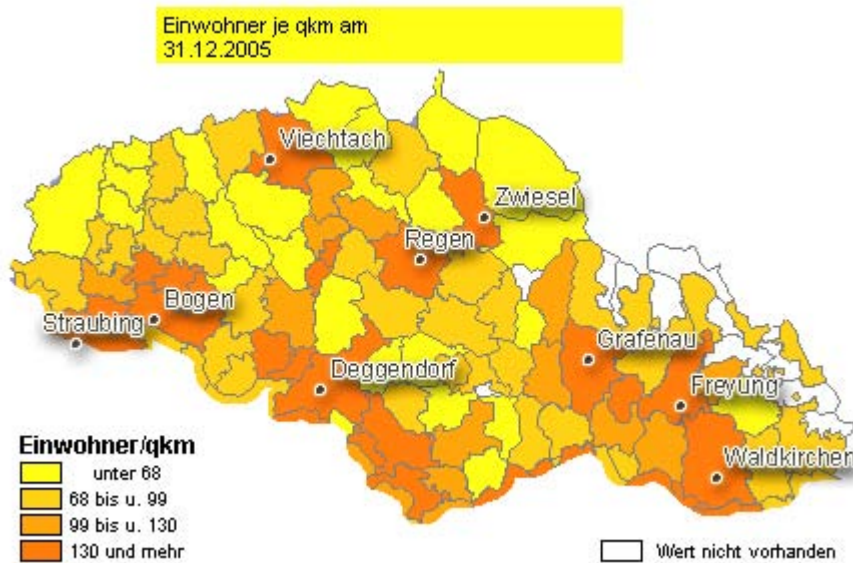 Einwohner je qkm am
31.12.2005
Viechtach
Zwiesel
Regen
Bogen
Straubing
Grafenau
Deggendorf
Freyung
Waldkirchen
Einwohner/qkm
unter 68
68 bis u. 99
99 bis u. 130
130 und mehr
Wert nicht vorhanden